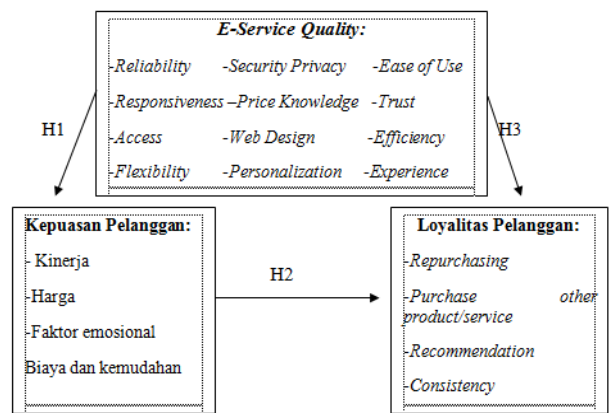 E-Service Quality:
-Reliability -Security Privacy -Ease of Use
-Responsiveness –Price Knowledge -Trust
-Access -Web Design -Efficiency
-Flexibility -Personalization -Experience
H1
H3
Kepuasan Pelanggan:
- Kinerja
-Harga
-Faktor emosional
Biaya dan kemudahan
H2
Loyalitas Pelanggan:
-Repurchasing
-Purchase other
product/service
-Recommendation
-Consistency